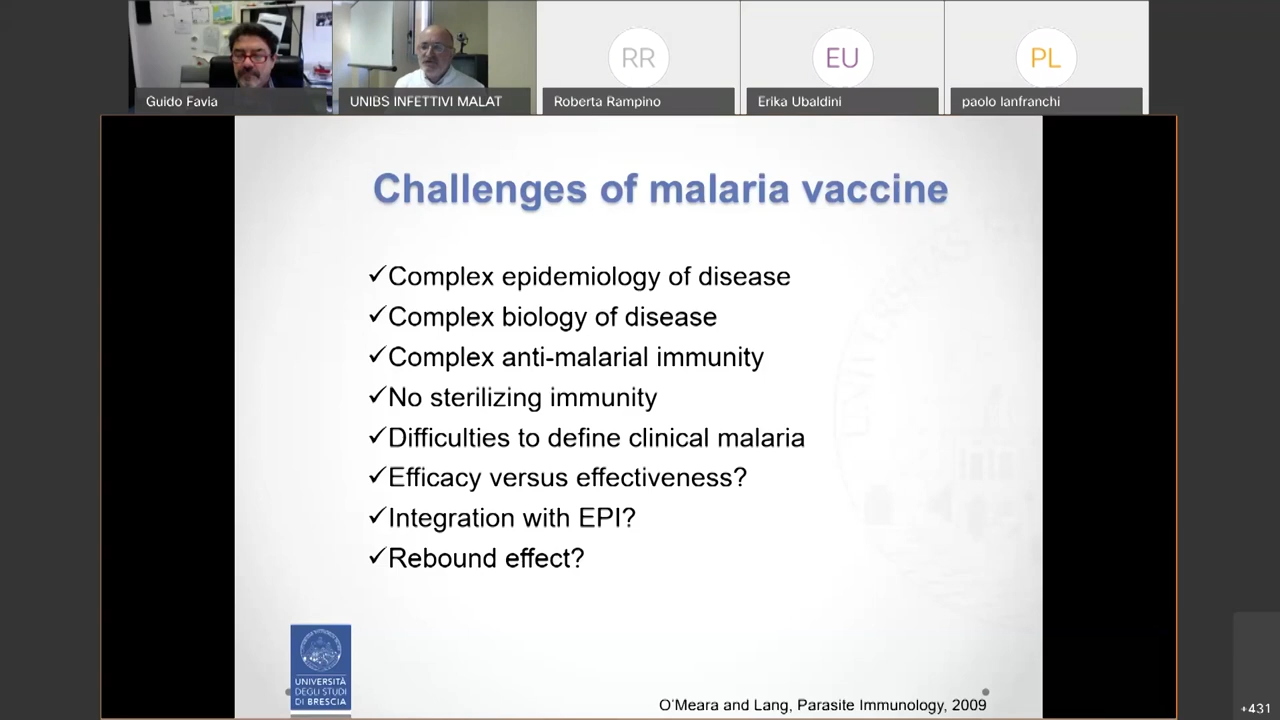 RR
EU
PL
Guido Favia
UNIBS INFETTIVI MALAT
Roberta Rampino
Erika Ubaldini
paolo lanfranchi
Challenges of malaria vaccine
✓Complex epidemiology of disease
✓Complex biology of disease
✓Complex anti-malarial immunity
✓No sterilizing immunity
✓Difficulties to define clinical malaria
✓Efficacy versus effectiveness?
✓Integration with EPI?
✓Rebound effect?
UNIVERSITÀ
DEGLI STUDI
DI BRESCIA
O'Meara and Lang, Parasite Immunology, 2009
+431